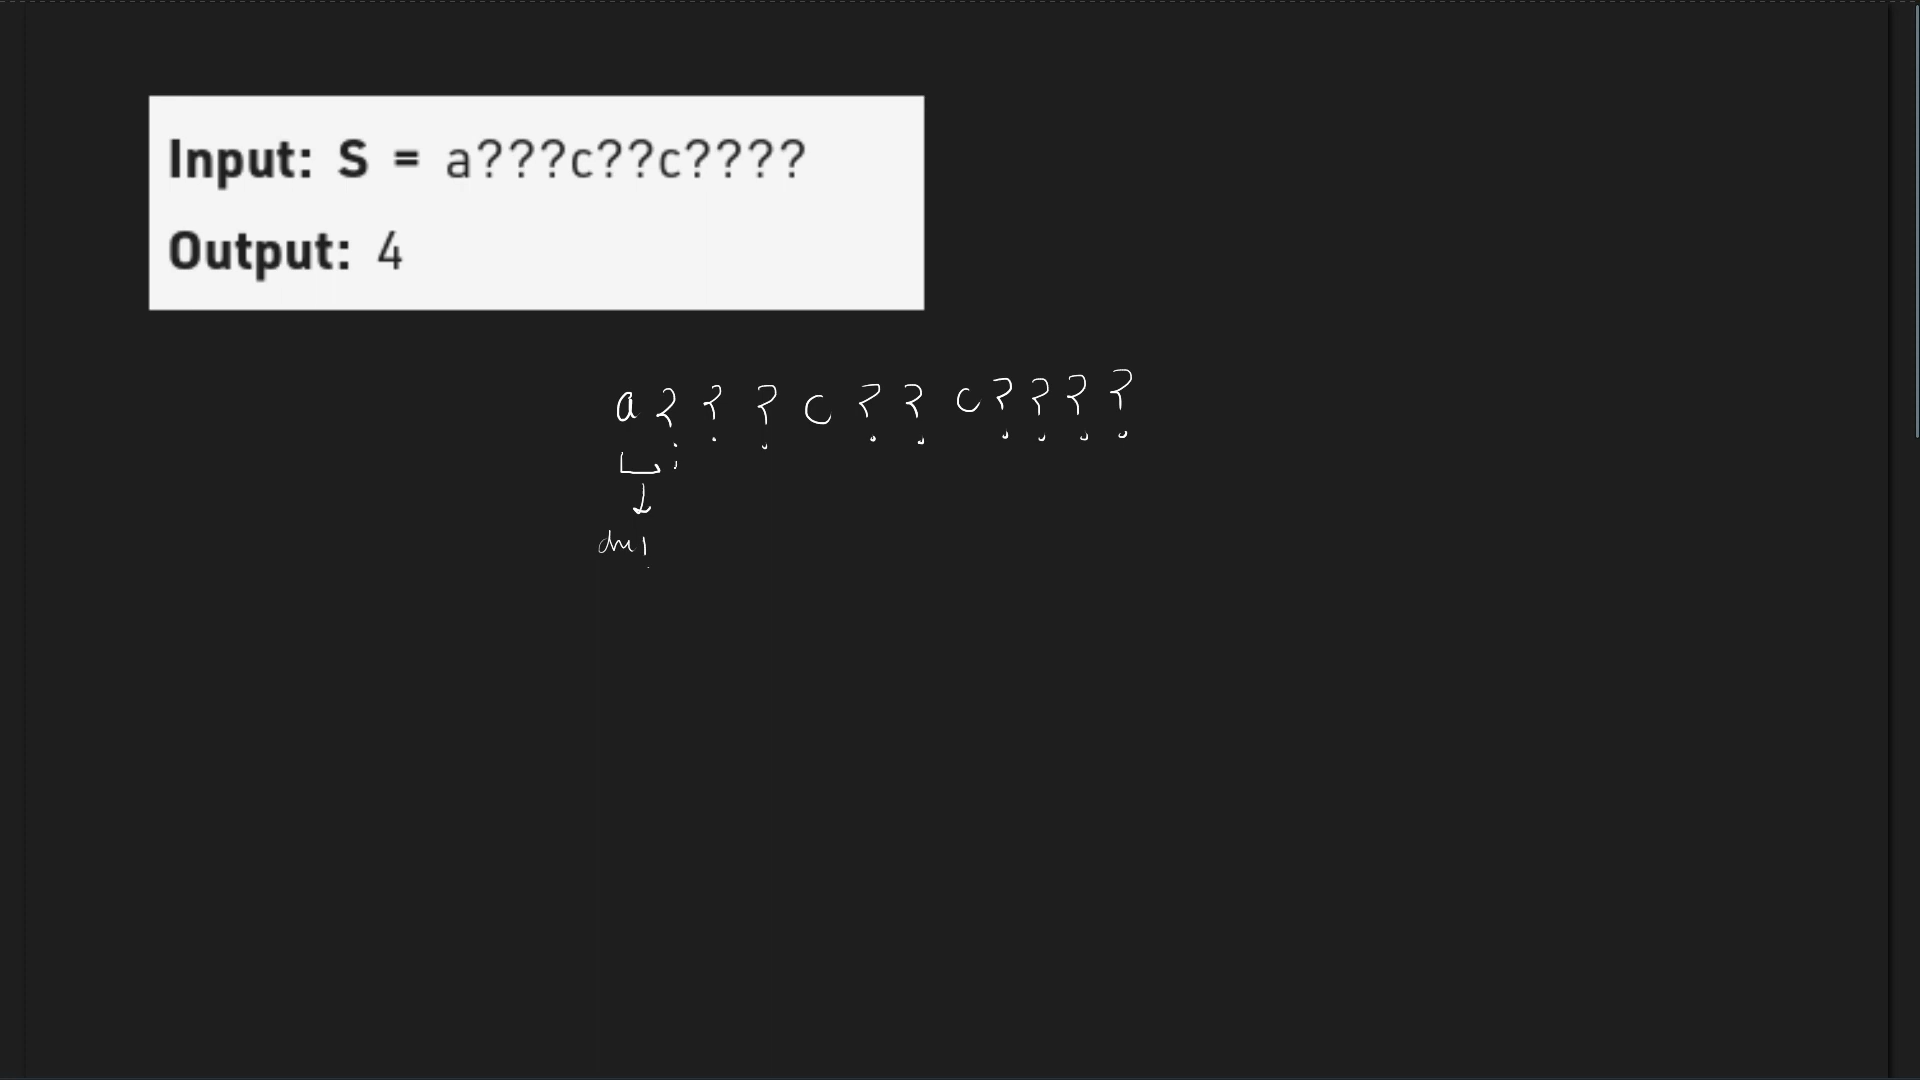 Input: S = a???c??c????
Output: 4
a ? ? ? c ? ? c ? ? ? ?